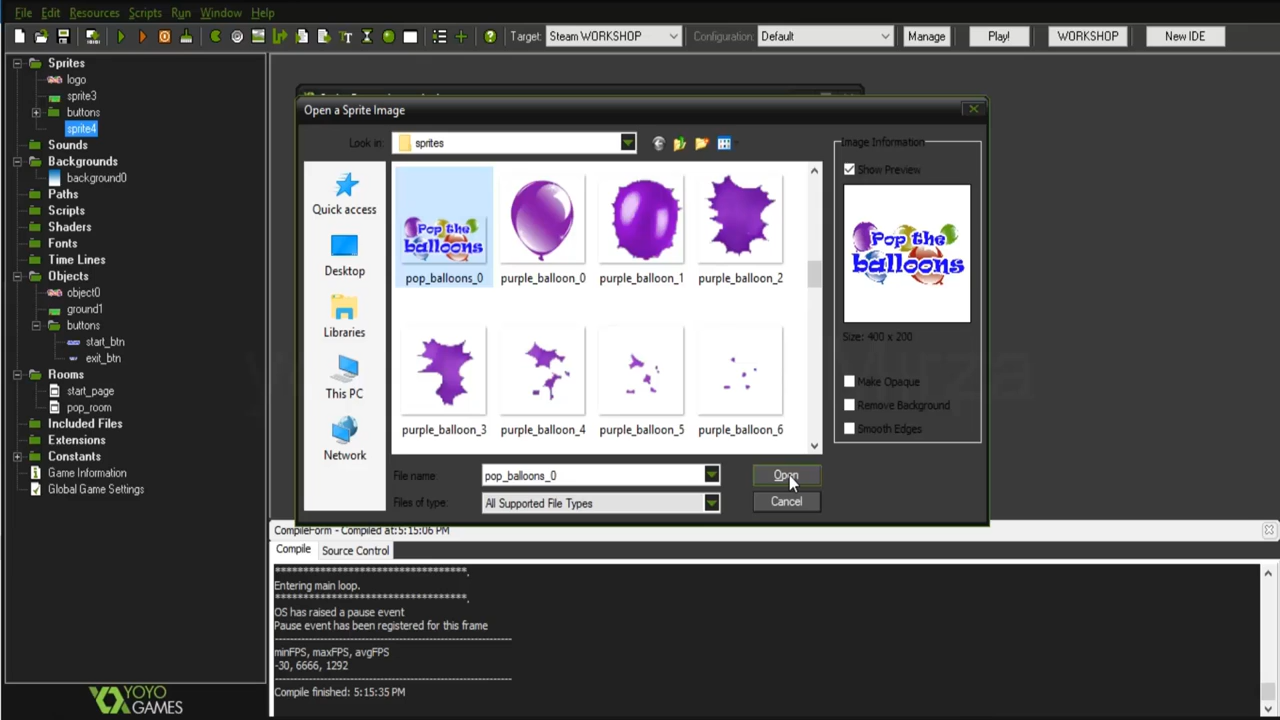 File Edit Resources Scripts Run Window Help
Target: Steam WORKSHOP Configuration: Default Manage Play! WORKSHOP New IDE
Sprites
logo
sprite3
buttons
sprite4
Sounds
Backgrounds
background0
Paths
Scripts
Shaders
Fonts
Time Lines
Objects
object0
ground1
buttons
start_btn
exit_btn
Rooms
start_page
pop_room
Included Files
Extensions
Constants
Game Information
Global Game Settings
YOYO
GAMES
Open a Sprite Image
Look in: sprites
Quick access
Desktop
Libraries
This PC
Network
Pop the
balloons
pop_balloons_0 purple_balloon_0 purple_balloon_1 purple_balloon_2
purple_balloon_3 purple_balloon_4 purple_balloon_5 purple_balloon_6
File name: pop_balloons_0 Open
Files of type: All Supported File Types Cancel
Image Information
Show Preview
Pop the
balloons
Size: 400 x 200
Make Opaque
Remove Background
Smooth Edges
CompileForm - Compiled at:5:15:06 PM
Compile Source Control
***********************************.
Entering main loop.
***********************************.
OS has raised a pause event
Pause event has been registered for this frame
--------------------------------------------------------
minFPS, maxFPS, avgFPS
-30, 6666, 1292
--------------------------------------------------------
Compile finished: 5:15:35 PM